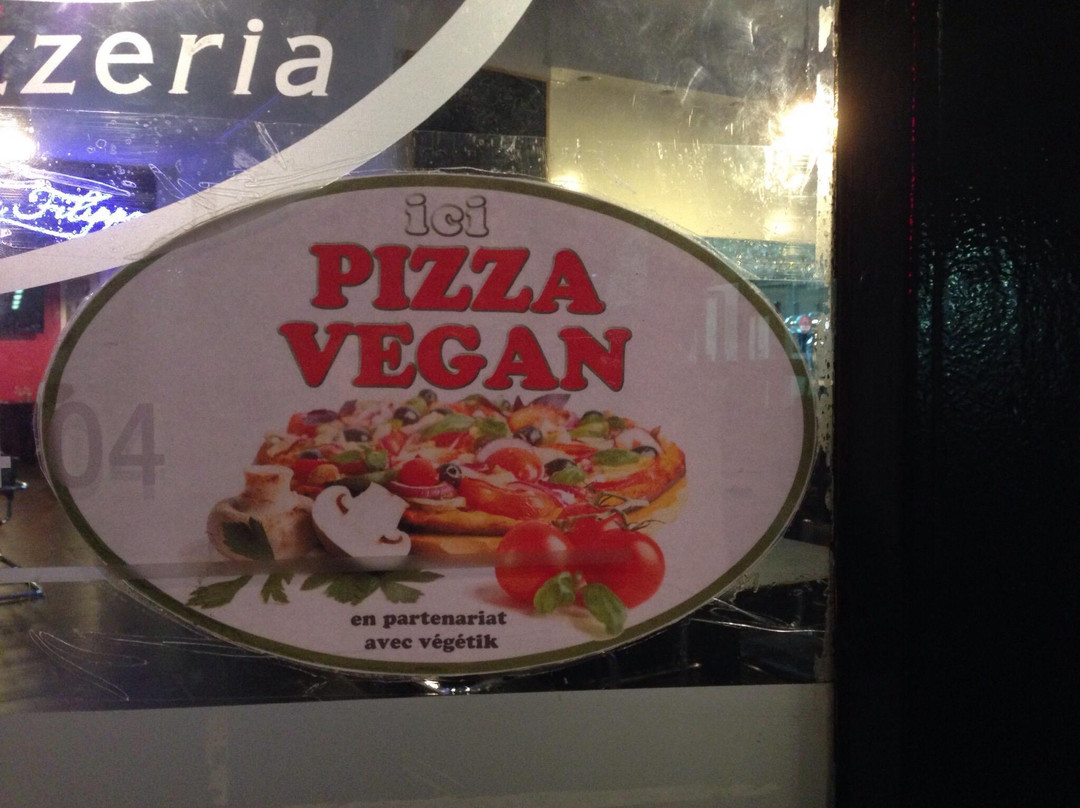 zzeria
ici
PIZZA
VEGAN
04
en partenariat
avec végétik